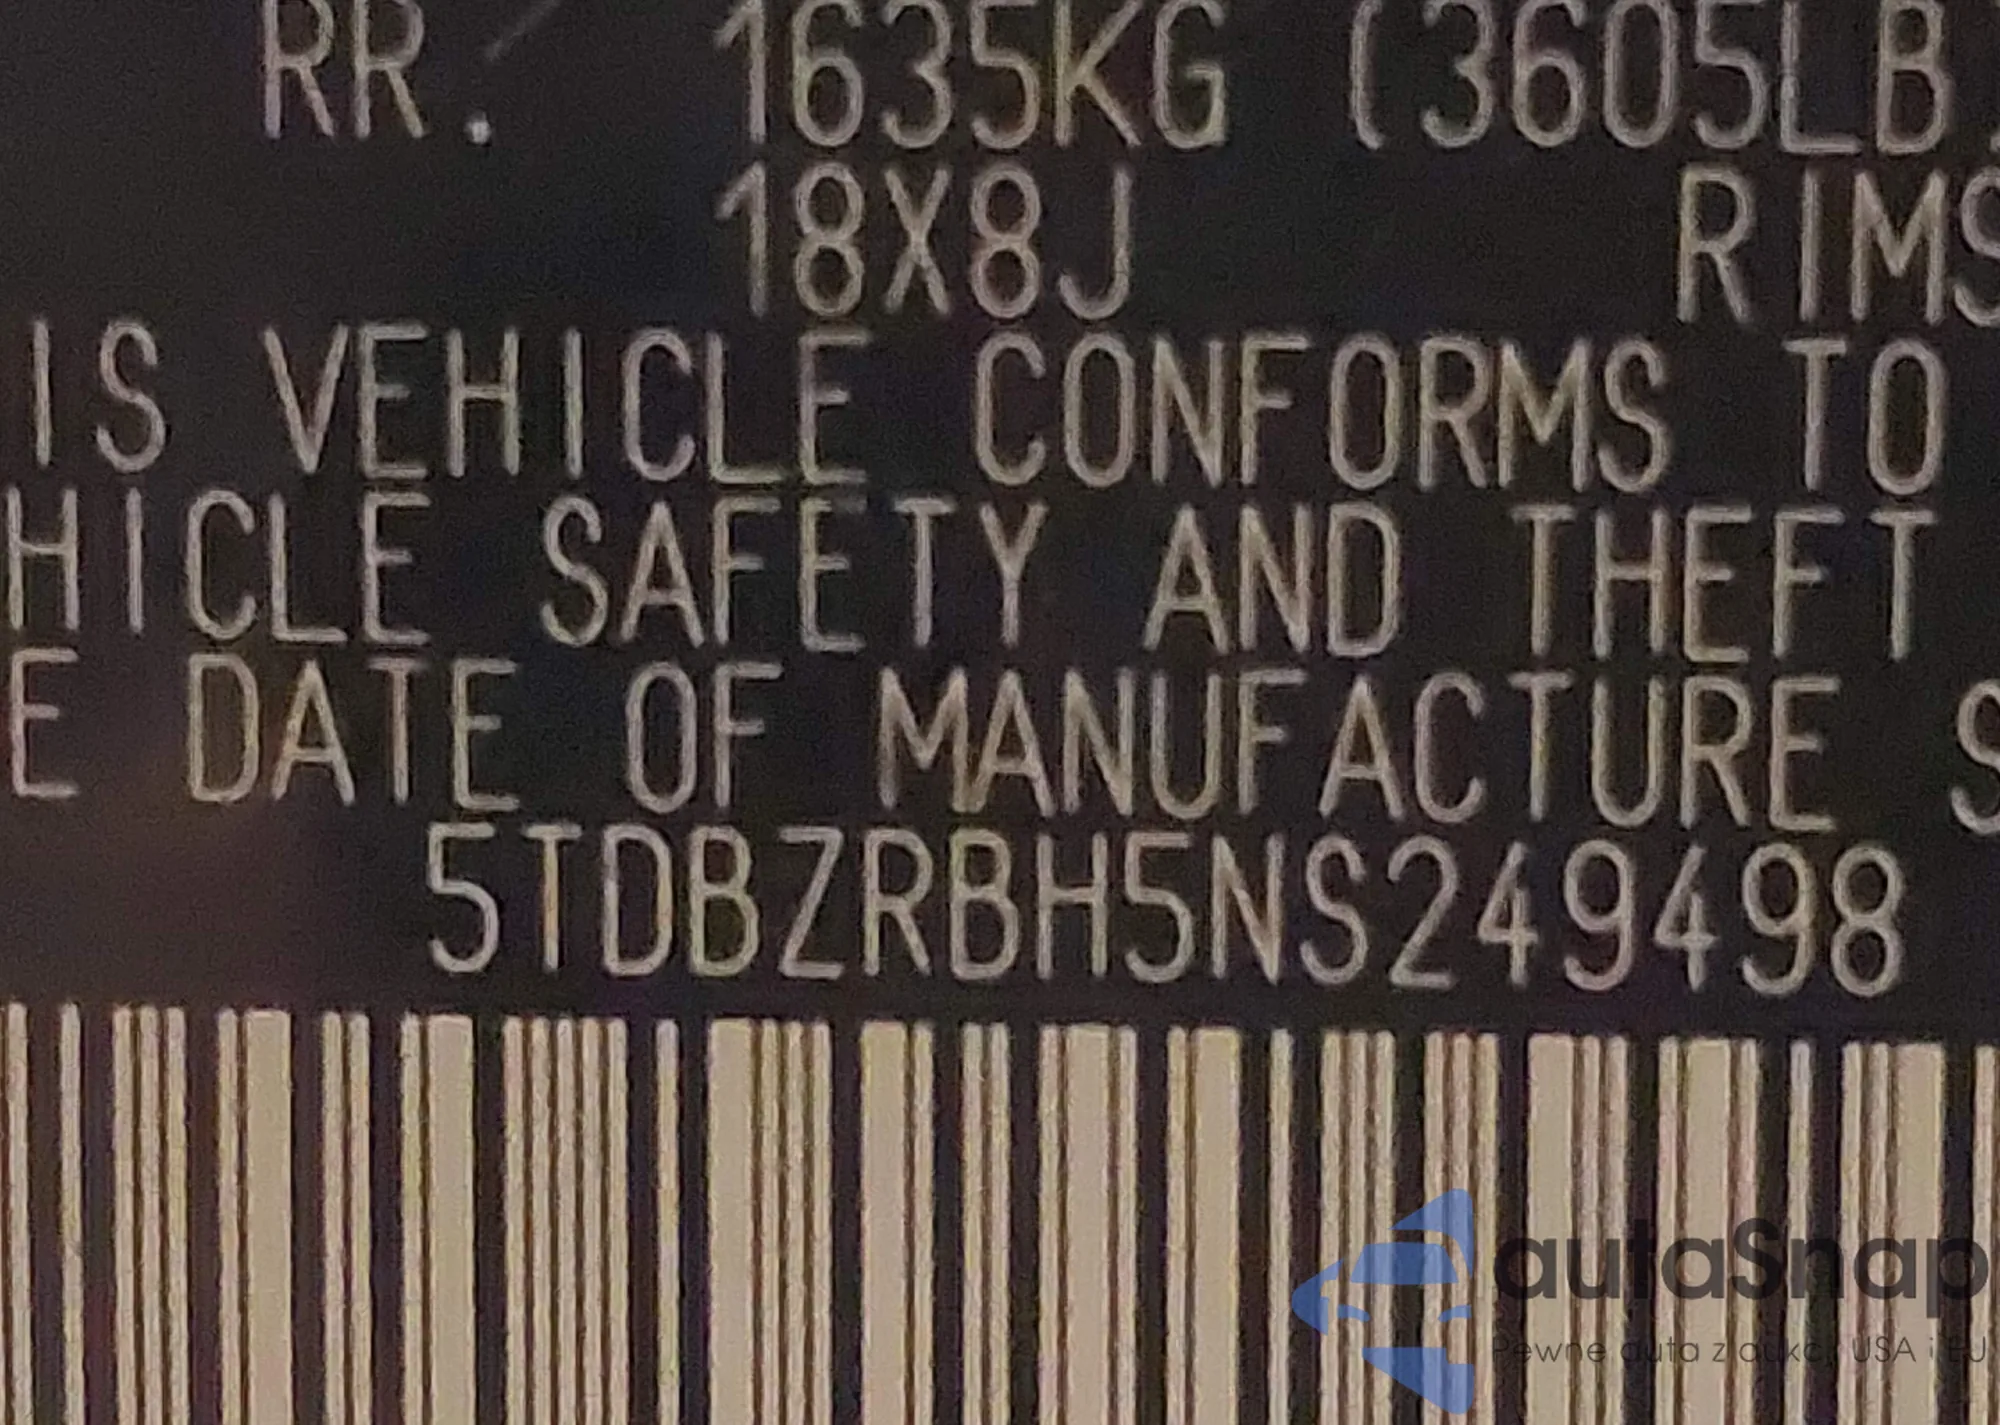 RR. 1635KG (3605LB)
18X8J RIMS
IS VEHICLE CONFORMS TO
HICLE SAFETY AND THEFT
E DATE OF MANUFACTURE S
5TDBZRBH5NS249498
autaSnap
Pewne auta z aukcji USA i EU